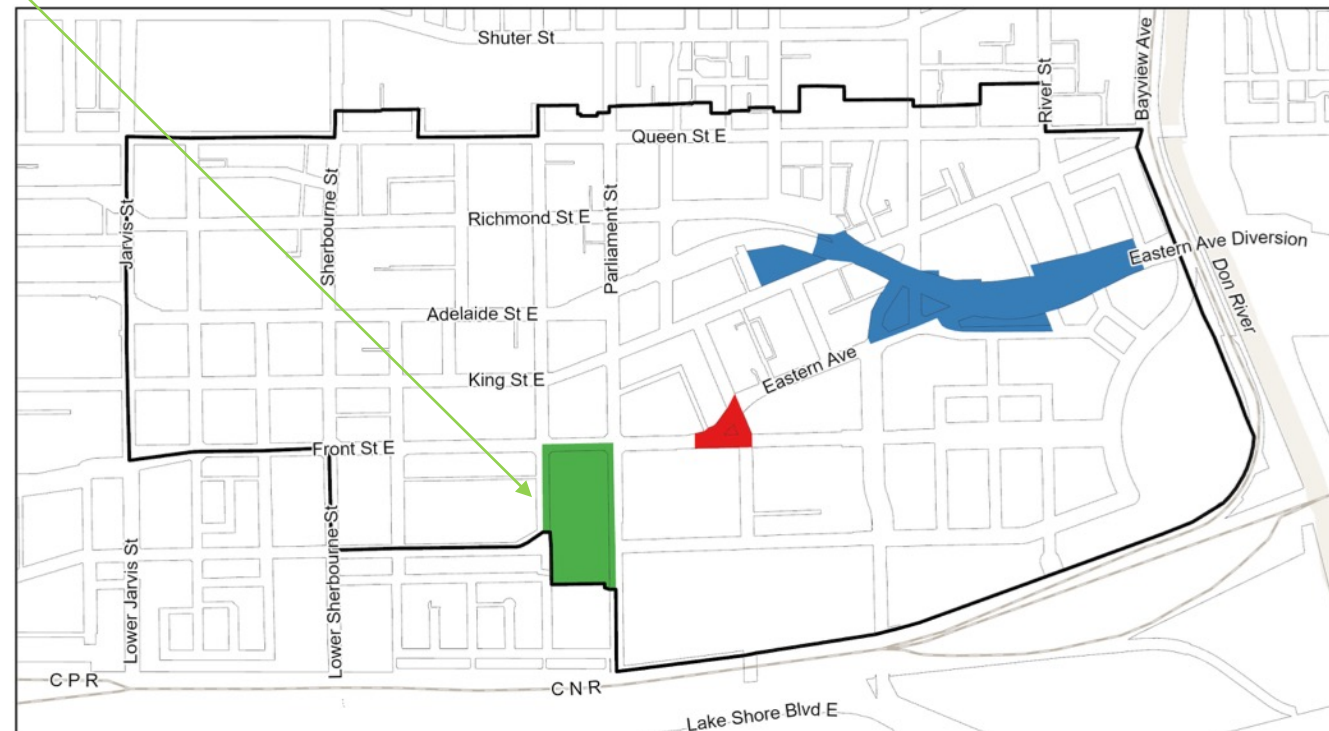 Shuter St
Bayview Ave
River St
Queen St E
Sherbourne St
Jarvis St
Parliament St
Richmond St E
Eastern Ave Diversion
Don River
Adelaide St E
King St E
Eastern Ave
Front St E
Lower Jarvis St
Lower Sherbourne St
C P R
C N R
Lake Shore Blvd E